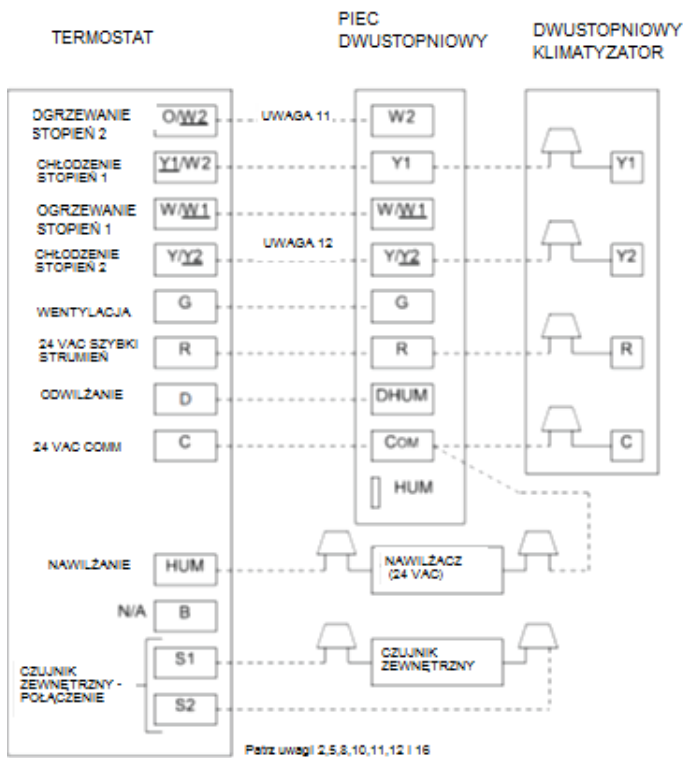 TERMOSTAT
PIEC
DWUSTOPNIOWY
DWUSTOPNIOWY
KLIMATYZATOR
OGRZEWANIE
STOPIEŃ 2
O/W2
UWAGA 11
W2
CHŁODZENIE
STOPIEŃ 1
Y1/W2
Y1
Y1
OGRZEWANIE
STOPIEŃ 1
W/W1
W/W1
CHŁODZENIE
STOPIEŃ 2
Y/Y2
UWAGA 12
Y/Y2
Y2
WENTYLACJA
G
G
24 VAC SZYBKI
STRUMIEŃ
R
R
R
ODWILŻANIE
D
DHUM
24 VAC COMM
C
COM
C
HUM
NAWILŻANIE
HUM
NAWILŻACZ
(24 VAC)
N/A
B
CZUJNIK
ZEWNĘTRZNY -
POŁĄCZENIE
S1
CZUJNIK
ZEWNĘTRZNY
S2
Patrz uwagi 2,5,8,10,11,12 i 16